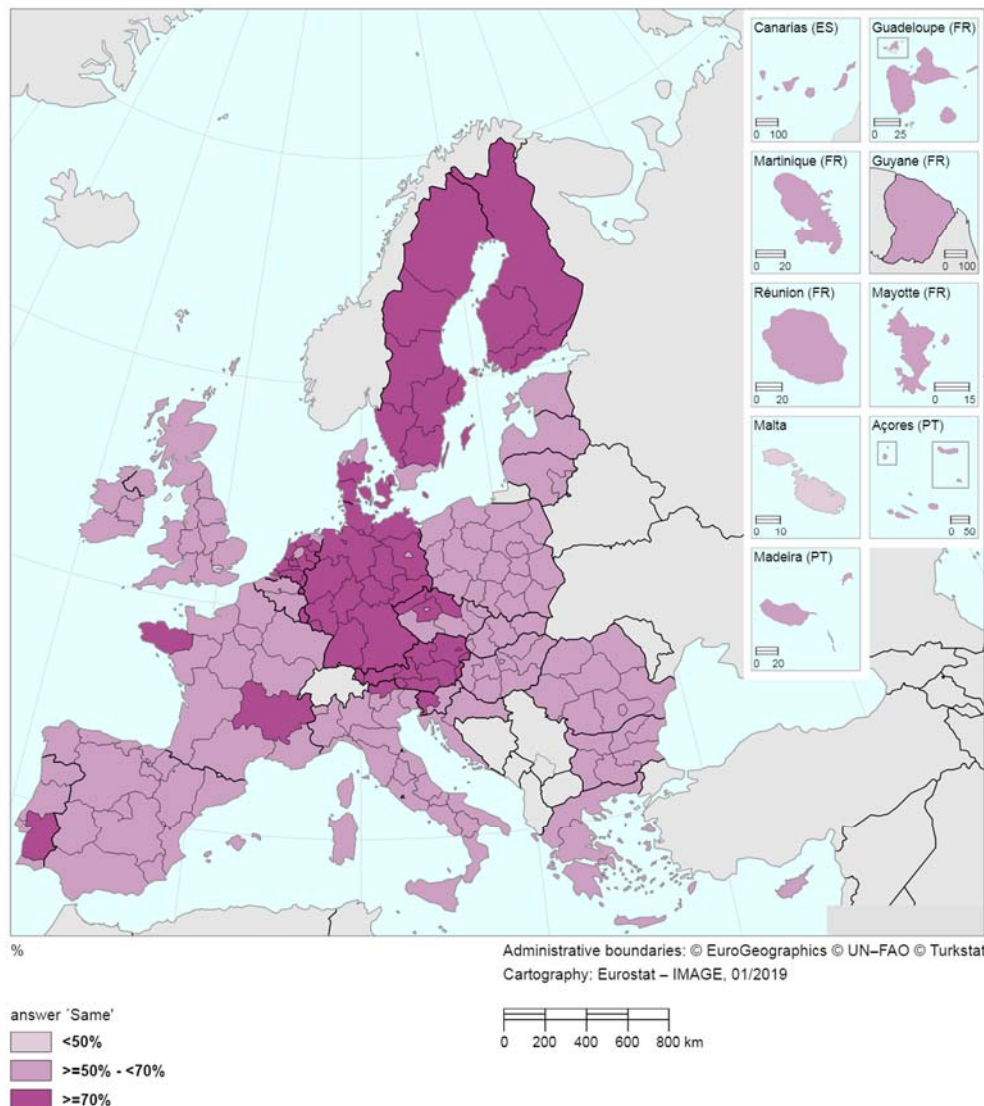 Canarias (ES)
0 100
Guadeloupe (FR)
0 25
Martinique (FR)
0 20
Guyane (FR)
0 100
Réunion (FR)
0 20
Mayotte (FR)
0 15
Malta
0 10
Açores (PT)
0 50
Madeira (PT)
0 20
%
Administrative boundaries: © EuroGeographics © UN–FAO © Turkstat
Cartography: Eurostat – IMAGE, 01/2019
answer 'Same'
<50%
>=50% - <70%
>=70%
0 200 400 600 800 km